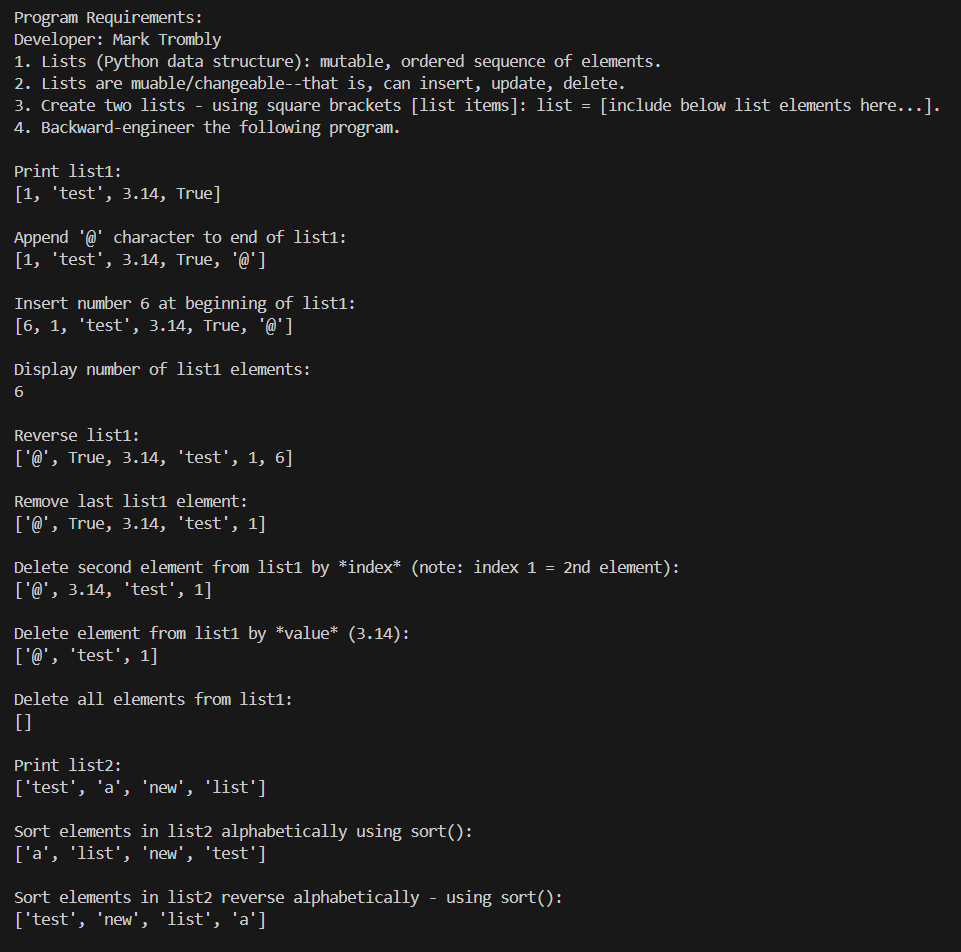 Program Requirements:
Developer: Mark Trombly
1. Lists (Python data structure): mutable, ordered sequence of elements.
2. Lists are muable/changeable--that is, can insert, update, delete.
3. Create two lists - using square brackets [list items]: list = [include below list elements here...].
4. Backward-engineer the following program.

Print list1:
[1, 'test', 3.14, True]

Append '@' character to end of list1:
[1, 'test', 3.14, True, '@']

Insert number 6 at beginning of list1:
[6, 1, 'test', 3.14, True, '@']

Display number of list1 elements:
6

Reverse list1:
['@', True, 3.14, 'test', 1, 6]

Remove last list1 element:
['@', True, 3.14, 'test', 1]

Delete second element from list1 by *index* (note: index 1 = 2nd element):
['@', 3.14, 'test', 1]

Delete element from list1 by *value* (3.14):
['@', 'test', 1]

Delete all elements from list1:
[]

Print list2:
['test', 'a', 'new', 'list']

Sort elements in list2 alphabetically using sort():
['a', 'list', 'new', 'test']

Sort elements in list2 reverse alphabetically - using sort():
['test', 'new', 'list', 'a']